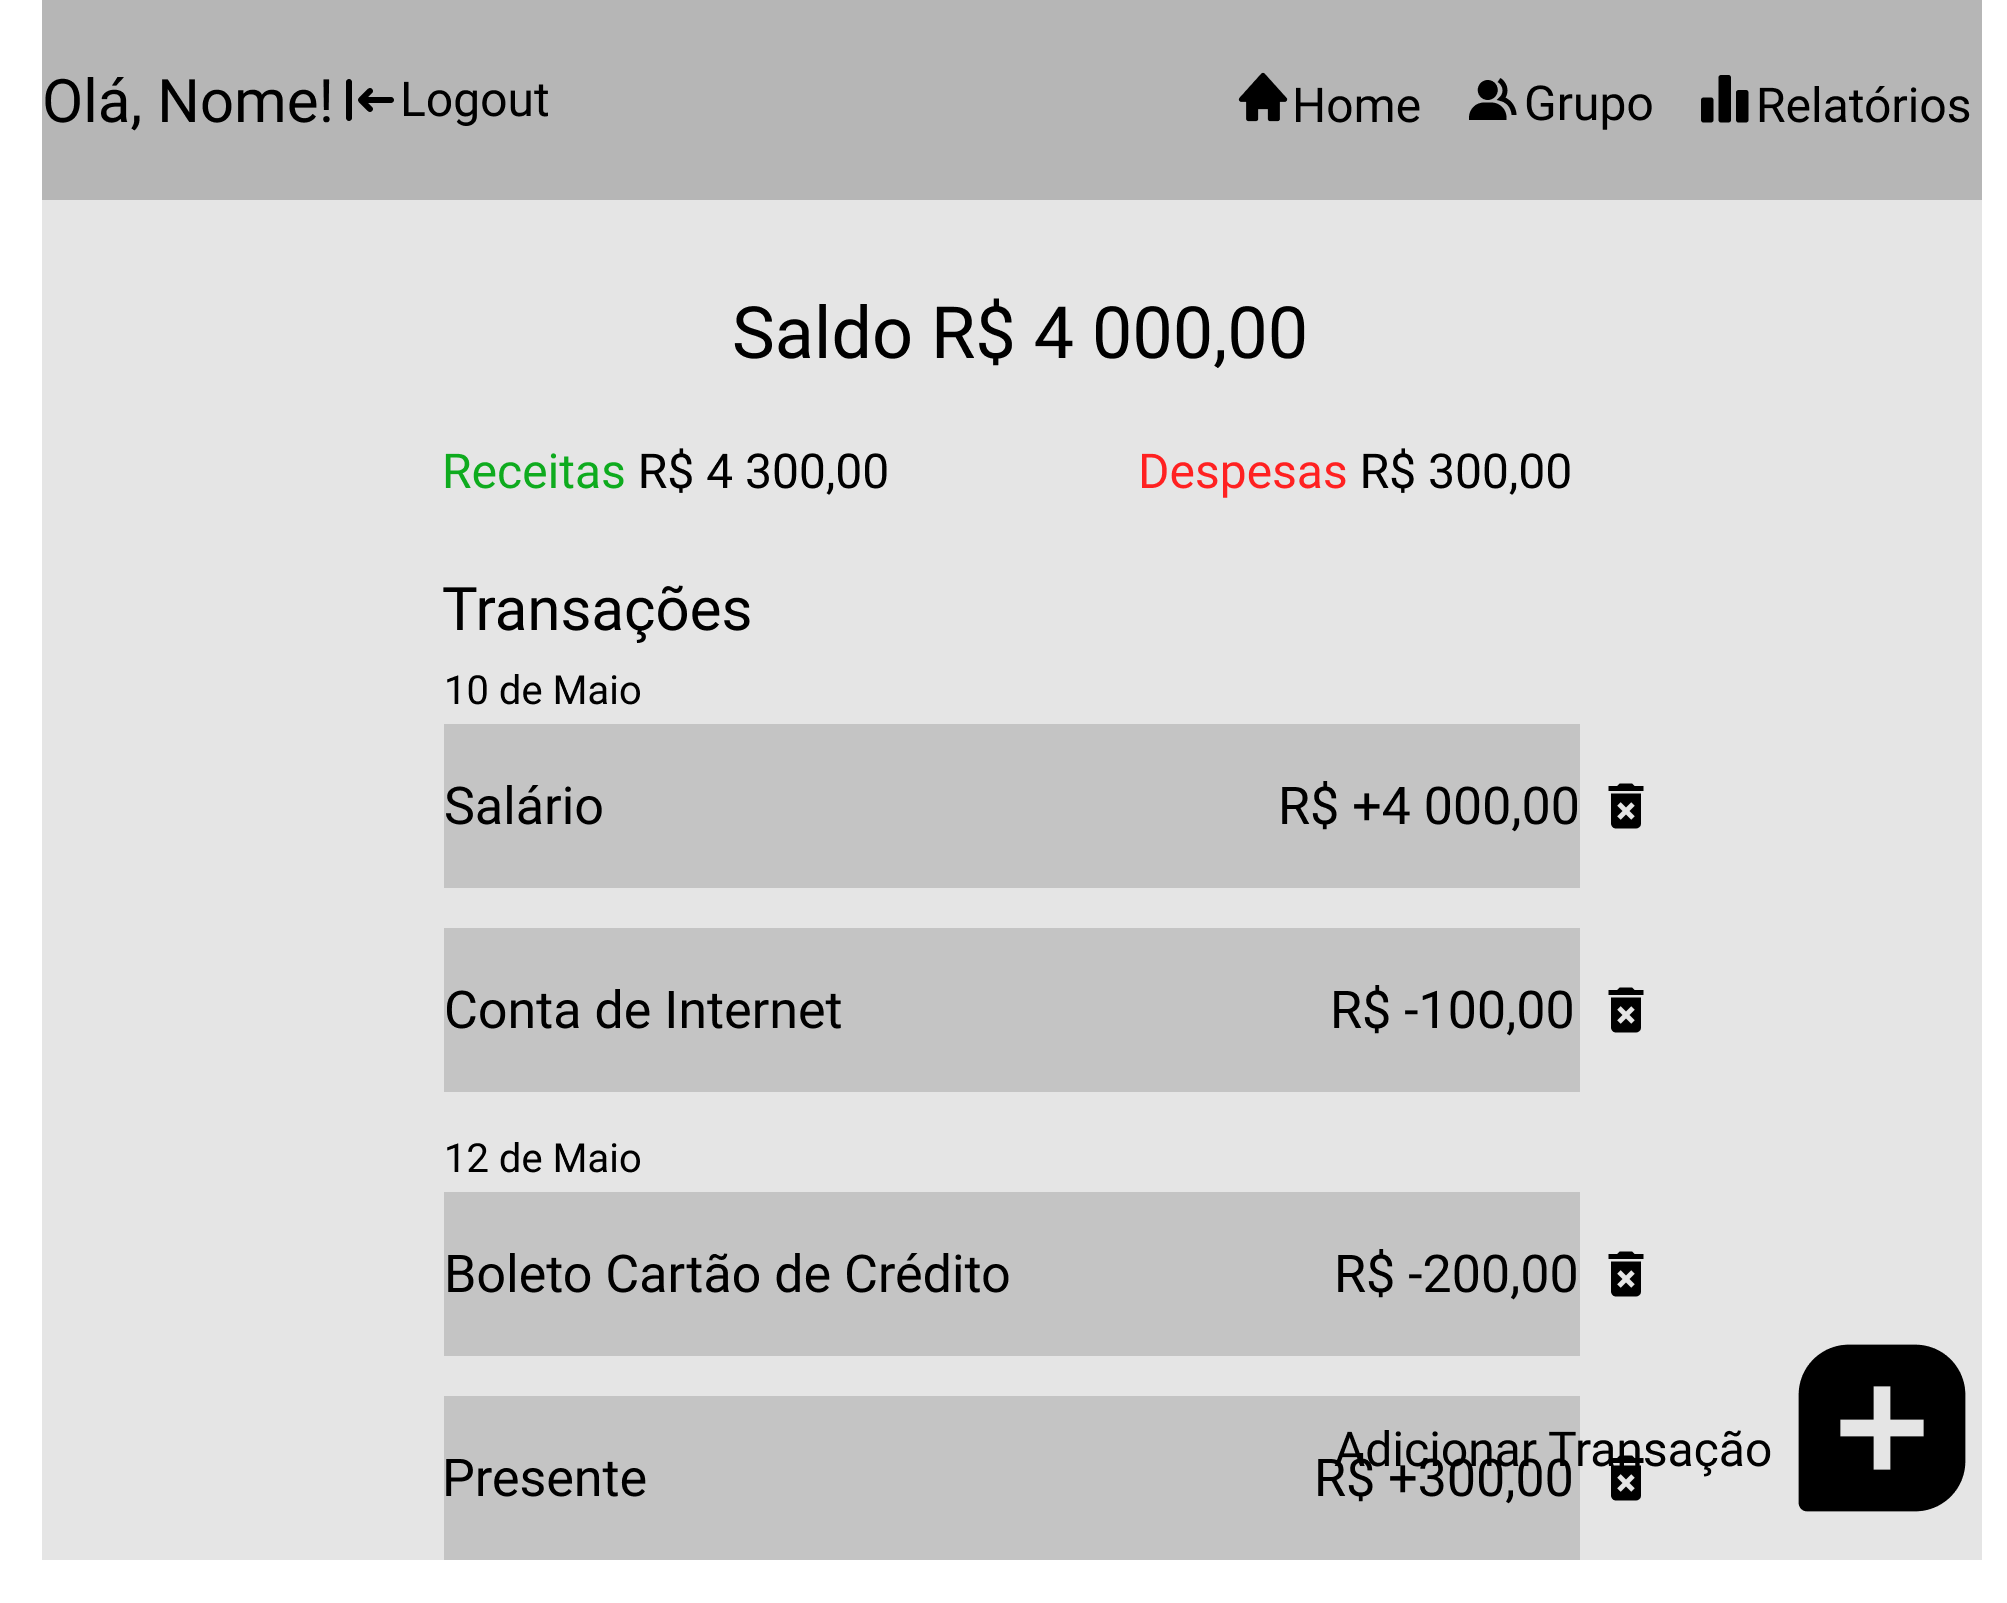 Olá, Nome! Logout Home Grupo Relatórios
Saldo R$ 4 000,00
Receitas R$ 4 300,00 Despesas R$ 300,00
Transações
10 de Maio
Salário R$ +4 000,00
Conta de Internet R$ -100,00
12 de Maio
Boleto Cartão de Crédito R$ -200,00
Adicionar Transação
Presente R$ +300,00